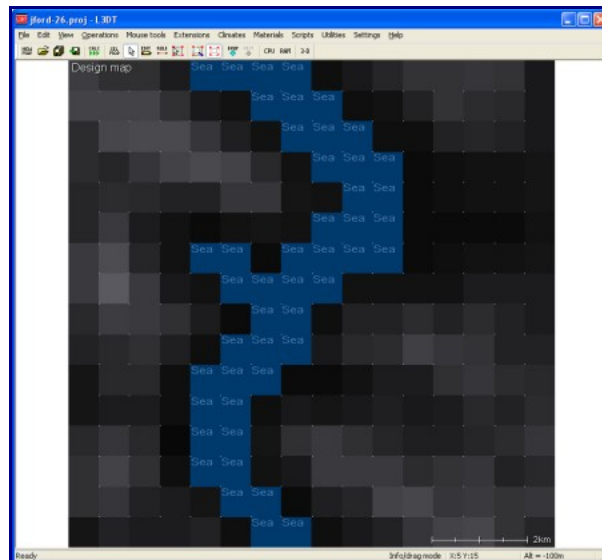 jford-26.proj - L3DT
File Edit View Operations Mouse tools Extensions Climates Materials Scripts Utilities Settings Help
CPU RAM 3-D
Design map
Sea Sea Sea Sea
Sea Sea Sea
Sea Sea Sea
Sea Sea Sea
Sea Sea
Sea Sea Sea
Sea Sea Sea Sea Sea Sea
Sea Sea Sea Sea
Sea Sea
Sea Sea Sea
Sea Sea Sea
Sea Sea
Sea Sea
Sea Sea
Sea Sea
Sea Sea
2km
Ready Info/drag mode X:5 Y:15 Alt = -100m